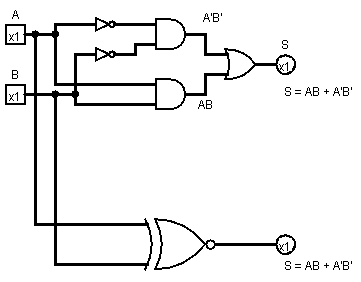 A
x1
A'B'
S
x1
B
x1
AB
S = AB + A'B'
x1
S = AB + A'B'